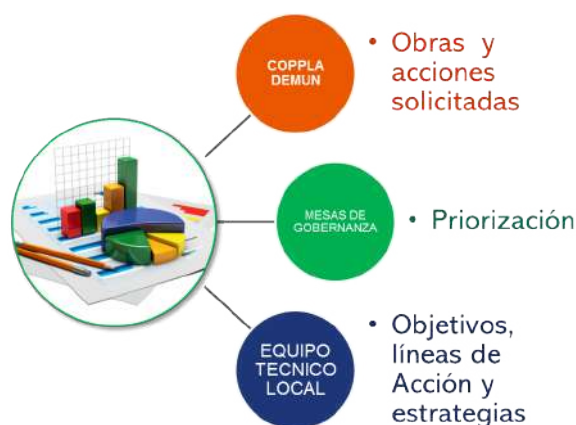 COPPLA
DEMUN
• Obras y
acciones
solicitadas
MESAS DE
GOBERNANZA
• Priorización
EQUIPO
TECNICO
LOCAL
• Objetivos,
líneas de
Acción y
estrategias